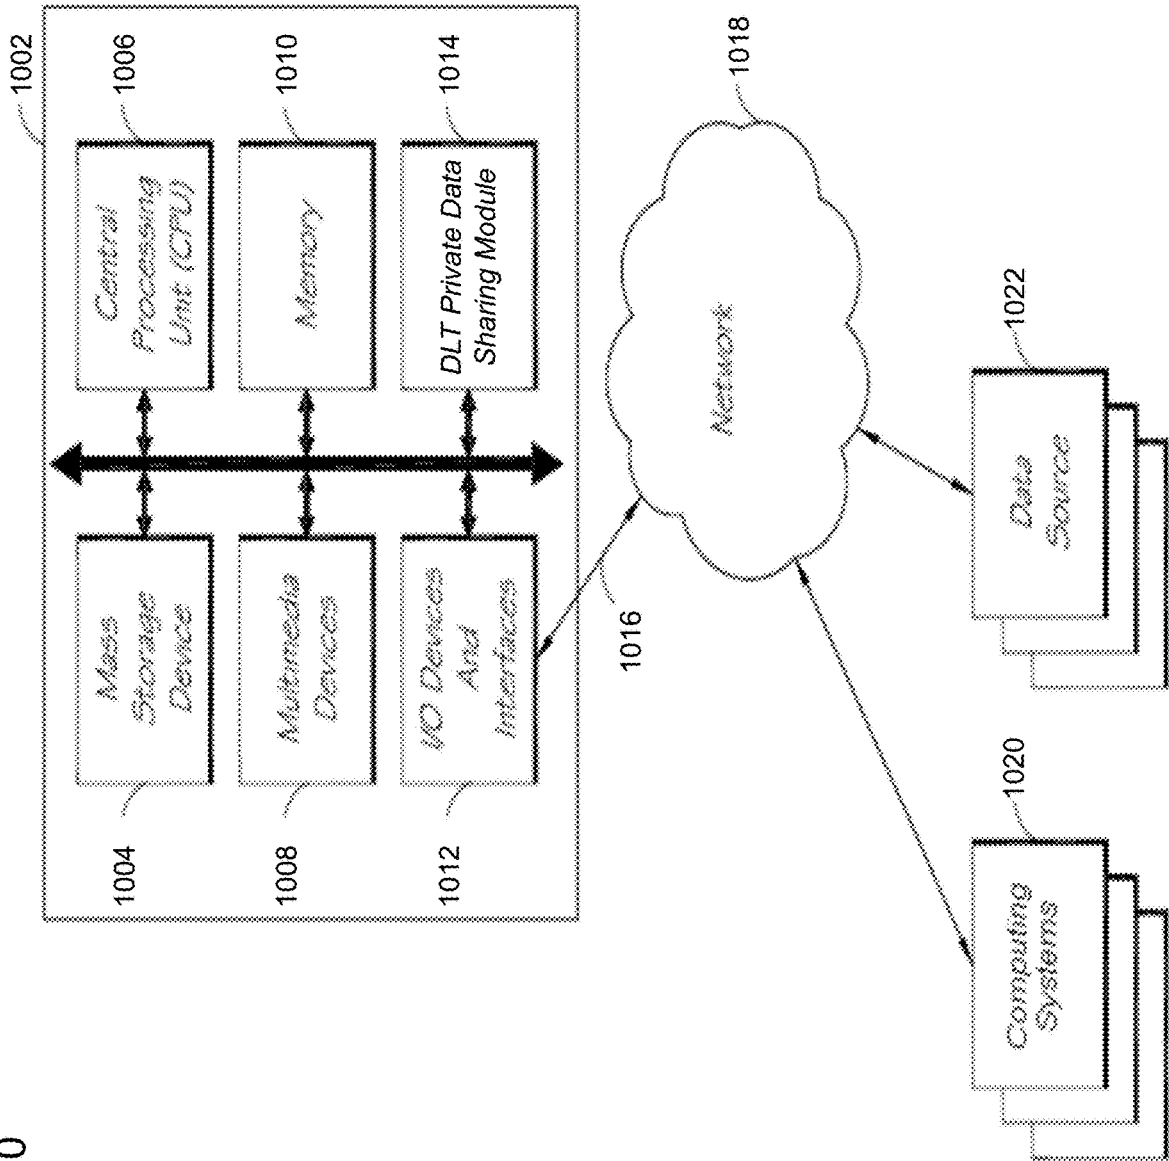 0
1002
1004
Mass
Storage
Device
Central
Processing
Unit (CPU)
1006
1008
Multimedia
Devices
Memory
1010
1012
I/O Devices
And
Interfaces
DLT Private Data
Sharing Module
1014
1016
Network
1018
Computing
Systems
1020
Data
Source
1022